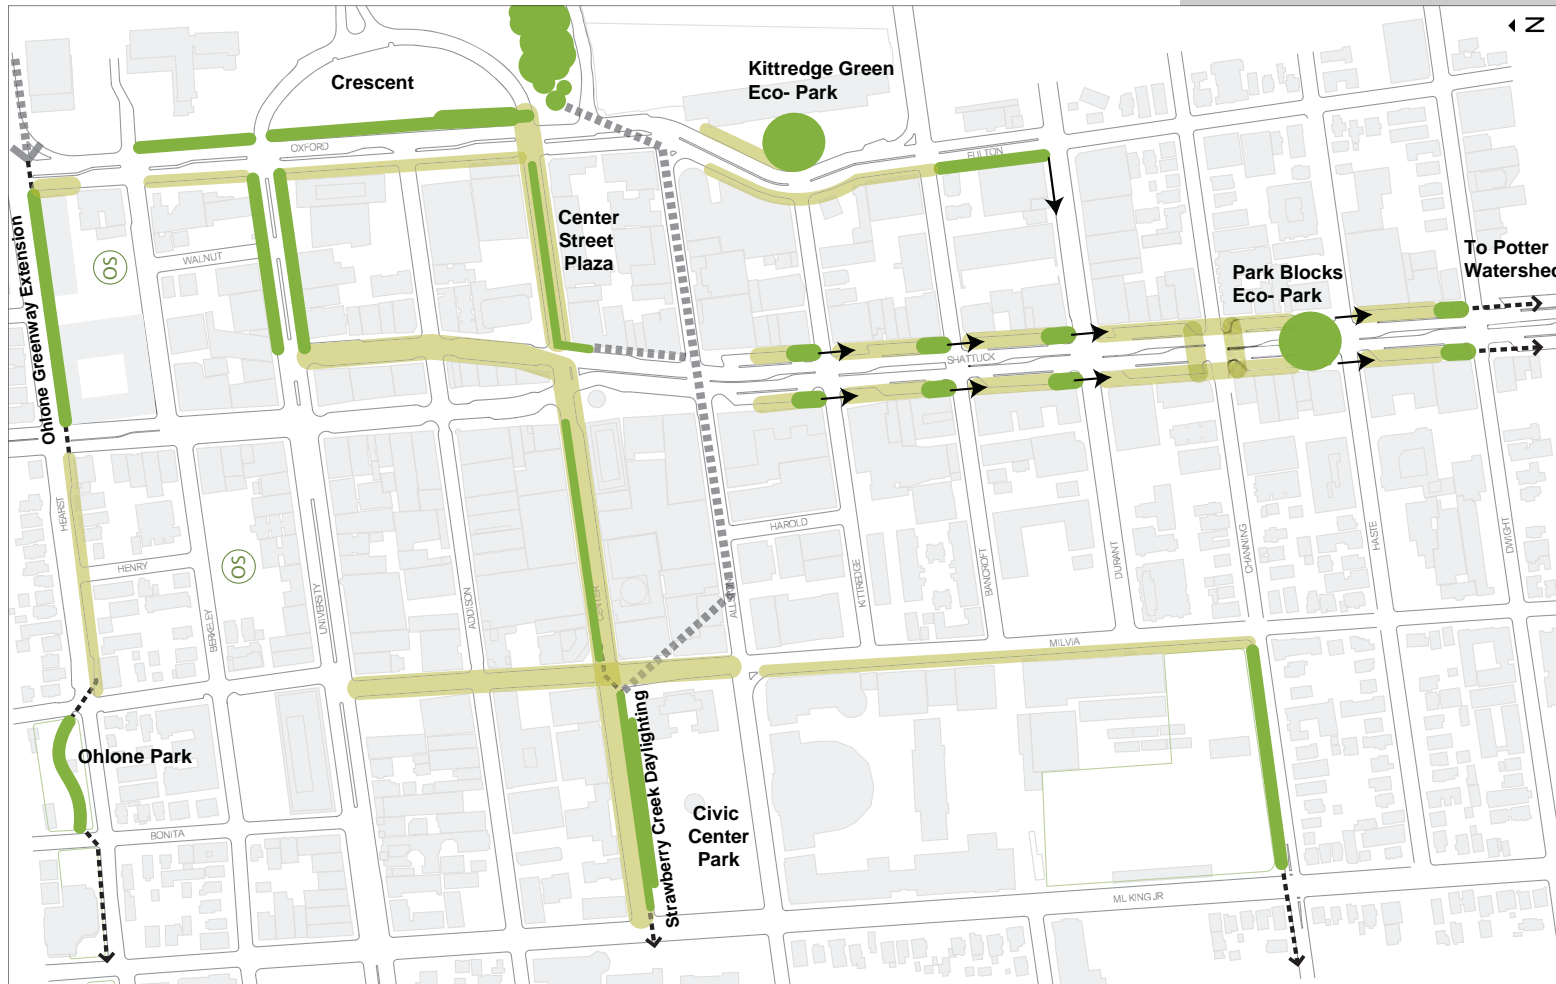 N
Crescent
Kittredge Green
Eco- Park
OXFORD
FULTON
Center
Street
Plaza
Ohlone Greenway Extension
OS
WALNUT
To Potter
Watershed
Park Blocks
Eco- Park
SHATTUCK
HEARST
HENRY
OS
BERKELEY
UNIVERSITY
ADDISON
CENTER
HAROLD
KITTREDGE
BANCROFT
DURANT
CHANNING
HASTE
DWIGHT
MILVIA
Ohlone Park
BONITA
Strawberry Creek Daylighting
Civic
Center
Park
ML KING JR